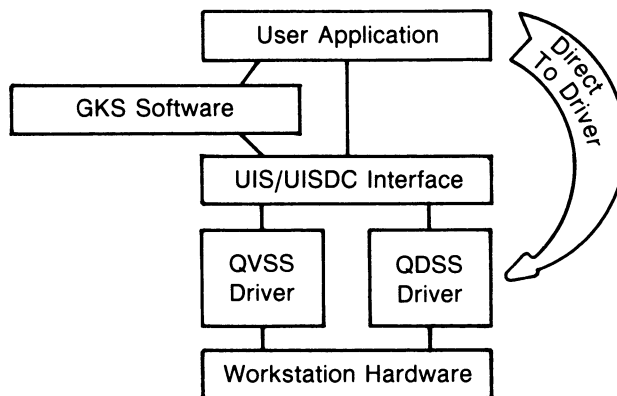 User Application
Direct
To Driver
GKS Software
UIS/UISDC Interface
QVSS
Driver
QDSS
Driver
Workstation Hardware